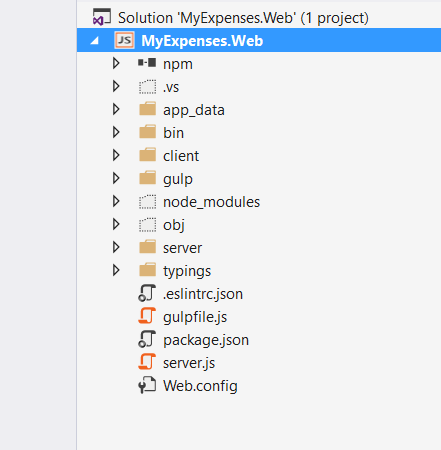 Solution 'MyExpenses.Web' (1 project)
JS MyExpenses.Web
npm
.vs
app_data
bin
client
gulp
node_modules
obj
server
typings
.eslintrc.json
gulpfile.js
package.json
server.js
Web.config